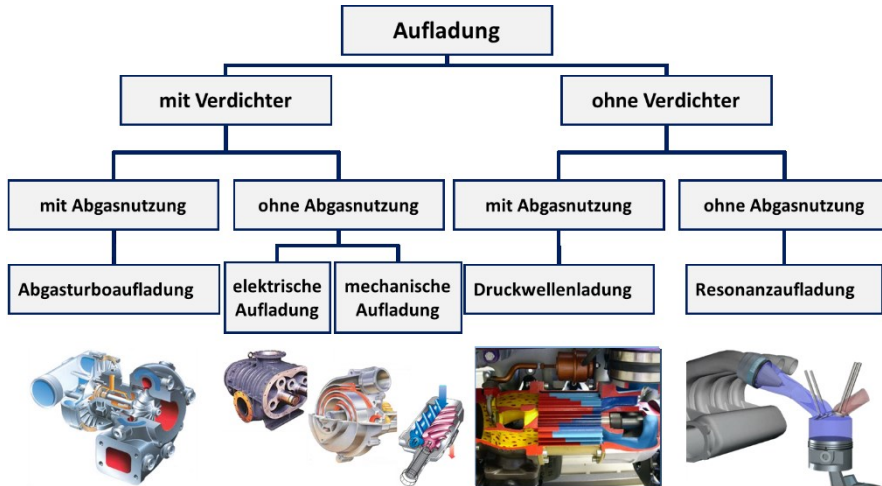 Aufladung
mit Verdichter
ohne Verdichter
mit Abgasnutzung
ohne Abgasnutzung
mit Abgasnutzung
ohne Abgasnutzung
Abgasturboaufladung
elektrische
Aufladung
mechanische
Aufladung
Druckwellenladung
Resonanzaufladung